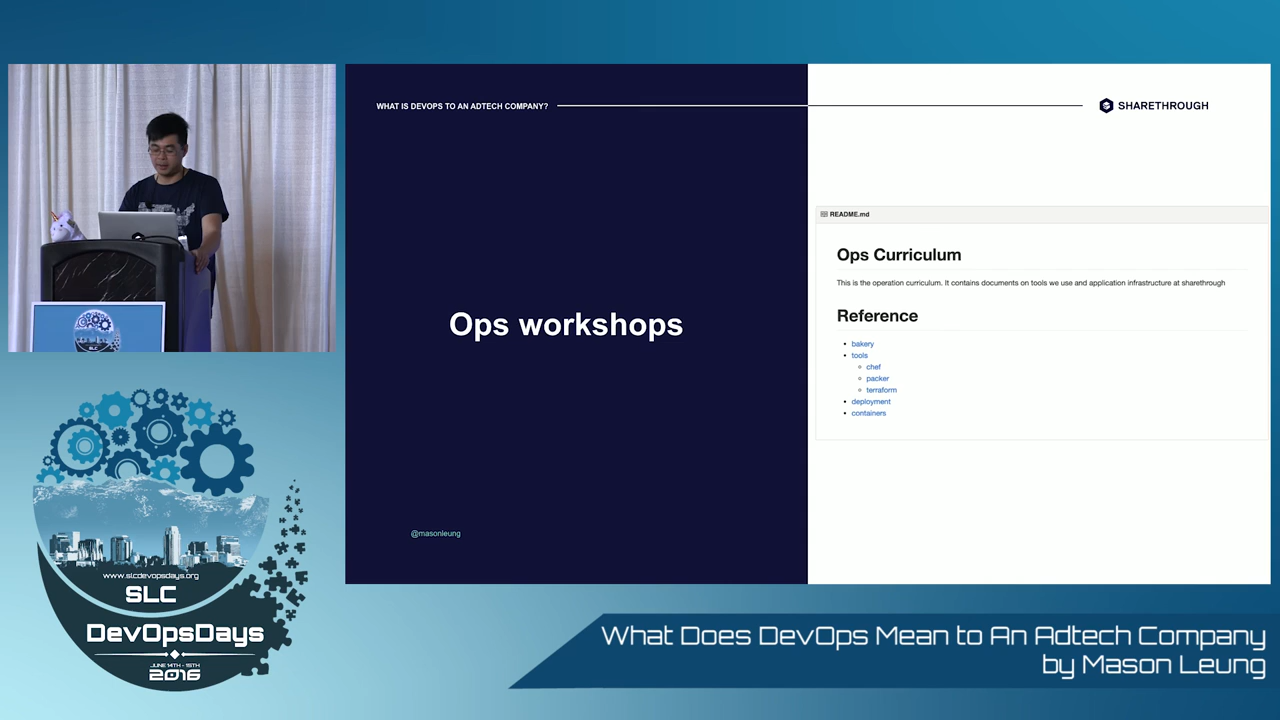 WHAT IS DEVOPS TO AN ADTECH COMPANY?
SHARETHROUGH
README.md
Ops Curriculum
This is the operation curriculum. It contains documents on tools we use and application infrastructure at sharethrough
Reference
bakery
tools
chef
packer
terraform
deployment
containers
Ops workshops
@masonleung
SLC
www.slcdevopsdays.org
SLC
DevOpsDays
JUNE 14TH - 15TH
2016
What Does DevOps Mean to An Adtech Company
by Mason Leung